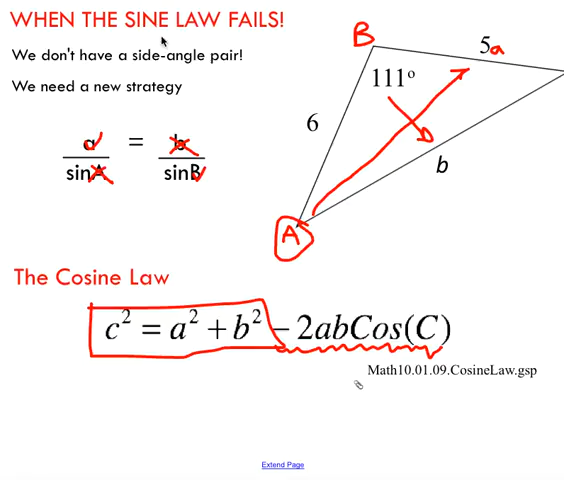 WHEN THE SINE LAW FAILS!
We don't have a side-angle pair!
We need a new strategy
a = b
sinA sinB
B
5a
111º
6
b
A
The Cosine Law
c² = a² + b² − 2abCos(C)
Math10.01.09.CosineLaw.gsp
Extend Page